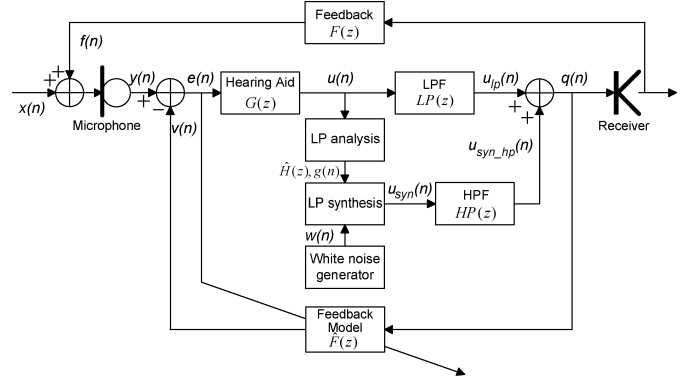 Feedback
F(z)
f(n)
+
+
x(n)
Microphone
y(n)
+
−
e(n)
v(n)
Hearing Aid
G(z)
u(n)
LPF
LP(z)
u_lp(n)
+
+
q(n)
Receiver
LP analysis
Ĥ(z), g(n)
u_syn_hp(n)
LP synthesis
u_syn(n)
HPF
HP(z)
w(n)
White noise
generator
Feedback
Model
F̂(z)